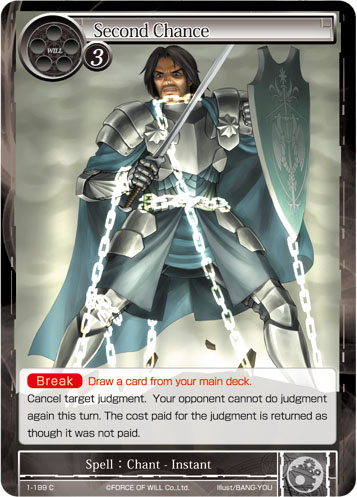 Second Chance
WILL
3
Break Draw a card from your main deck.
Cancel target judgment. Your opponent cannot do judgment
again this turn. The cost paid for the judgment is returned as
though it was not paid.
Spell : Chant - Instant
1-199 C ©FORCE OF WILL Co.,Ltd. Illust/BANG-YOU